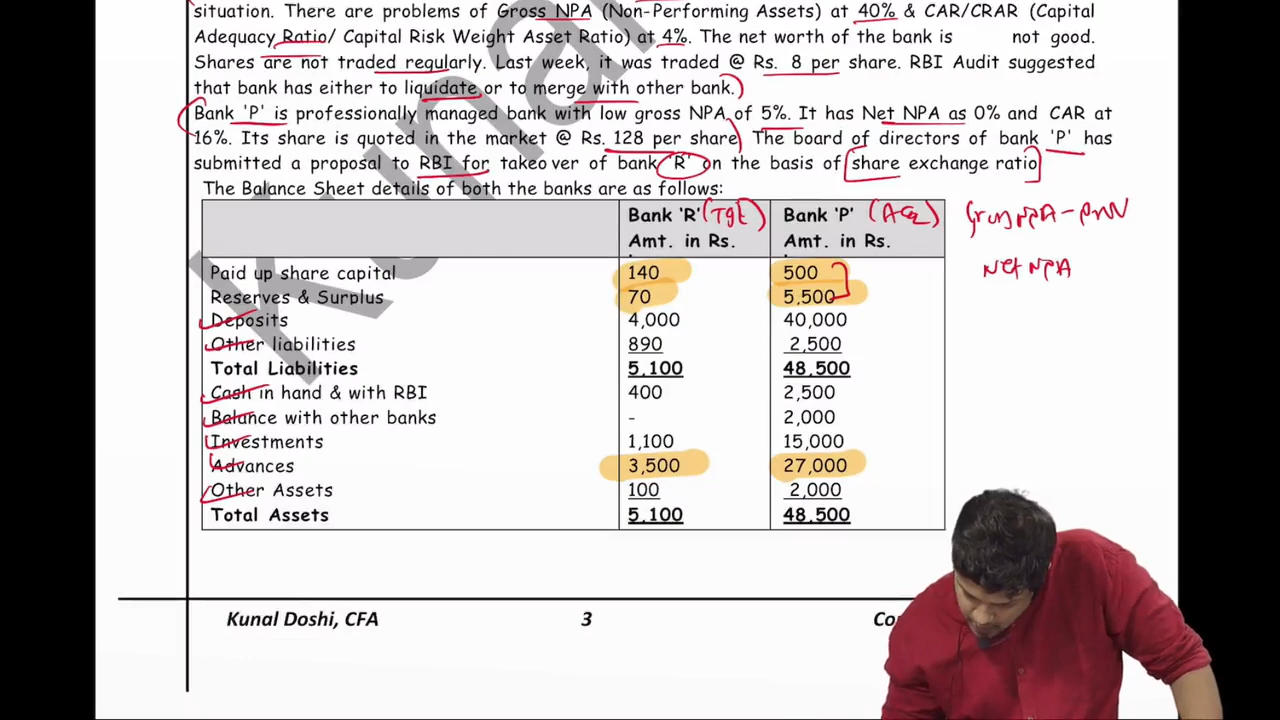 situation. There are problems of Gross NPA (Non-Performing Assets) at 40% & CAR/CRAR (Capital
Adequacy Ratio/ Capital Risk Weight Asset Ratio) at 4%. The net worth of the bank is not good.
Shares are not traded regularly. Last week, it was traded @ Rs. 8 per share. RBI Audit suggested
that bank has either to liquidate or to merge with other bank.
Bank 'P' is professionally managed bank with low gross NPA of 5%. It has Net NPA as 0% and CAR at
16%. Its share is quoted in the market @ Rs. 128 per share. The board of directors of bank 'P' has
submitted a proposal to RBI for takeover of bank 'R' on the basis of share exchange ratio
The Balance Sheet details of both the banks are as follows:
Bank 'R' (Tgt) Bank 'P' (Acq) Gross NPA -
Amt. in Rs. Amt. in Rs.
Net NPA
Paid up share capital 140 500
Reserves & Surplus 70 5,500
Deposits 4,000 40,000
Other liabilities 890 2,500
Total Liabilities 5,100 48,500
Cash in hand & with RBI 400 2,500
Balance with other banks - 2,000
Investments 1,100 15,000
Advances 3,500 27,000
Other Assets 100 2,000
Total Assets 5,100 48,500
Kunal Doshi, CFA 3 Co
Kunal